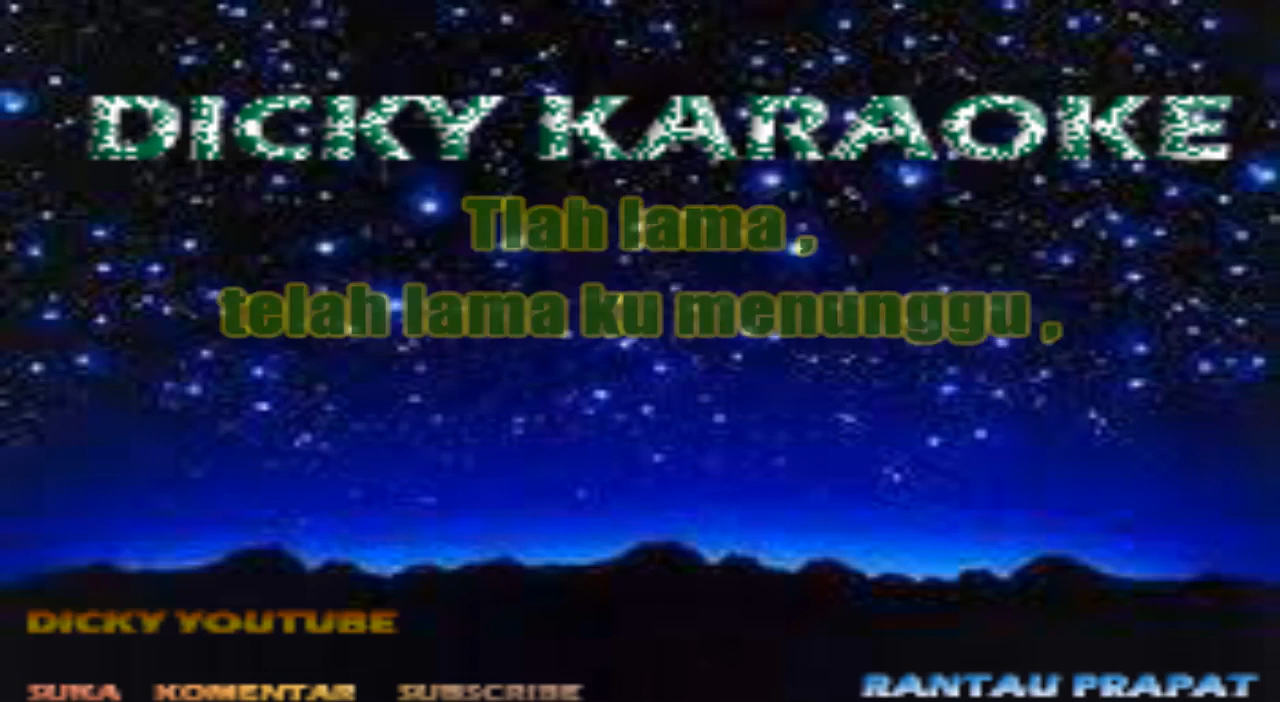 DICKY KARAOKE
Tlah lama ,
telah lama ku menunggu ,
DICKY YOUTUBE
SUKA KOMENTAR SUBSCRIBE
RANTAU PRAPAT